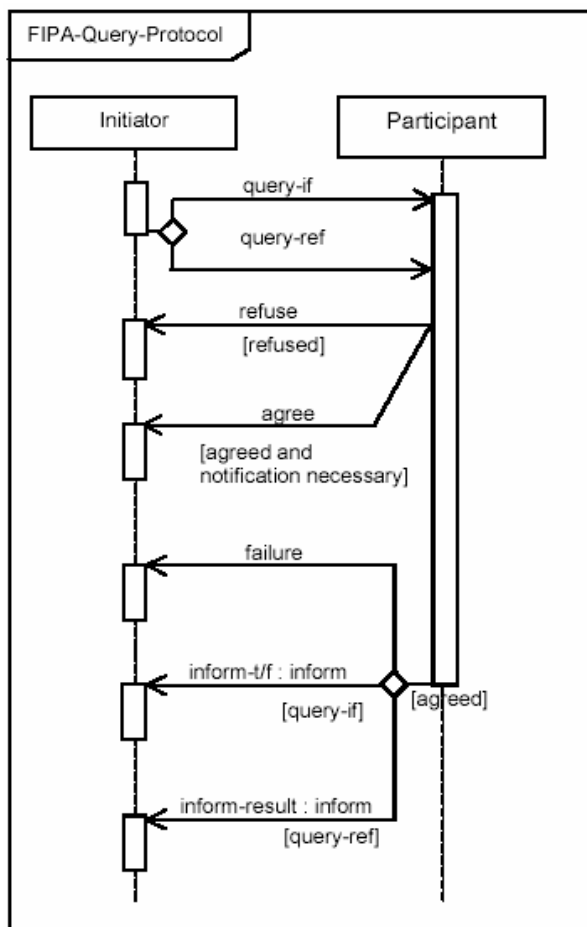 FIPA-Query-Protocol
Initiator
Participant
query-if
query-ref
refuse
[refused]
agree
[agreed and
notification necessary]
failure
inform-t/f : inform
[query-if]
[agreed]
inform-result : inform
[query-ref]